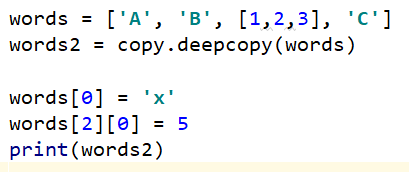 words = ['A', 'B', [1,2,3], 'C']
words2 = copy.deepcopy(words)
words[0] = 'x'
words[2][0] = 5
print(words2)